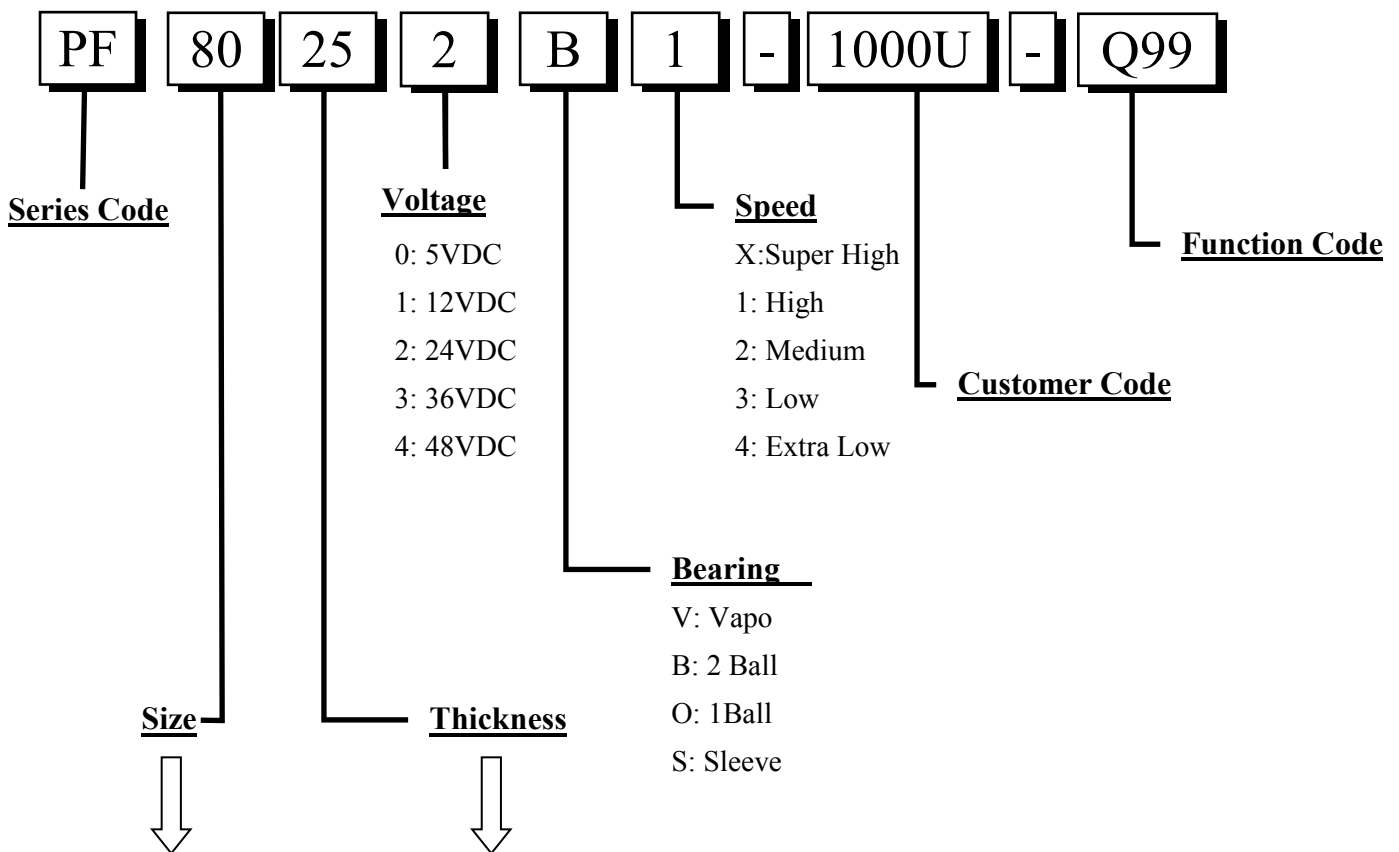 PF 80 25 2 B 1 - 1000U - Q99
Series Code
Voltage
0: 5VDC
1: 12VDC
2: 24VDC
3: 36VDC
4: 48VDC
Speed
X:Super High
1: High
2: Medium
3: Low
4: Extra Low
Function Code
Customer Code
Bearing
V: Vapo
B: 2 Ball
O: 1Ball
S: Sleeve
Size
Thickness